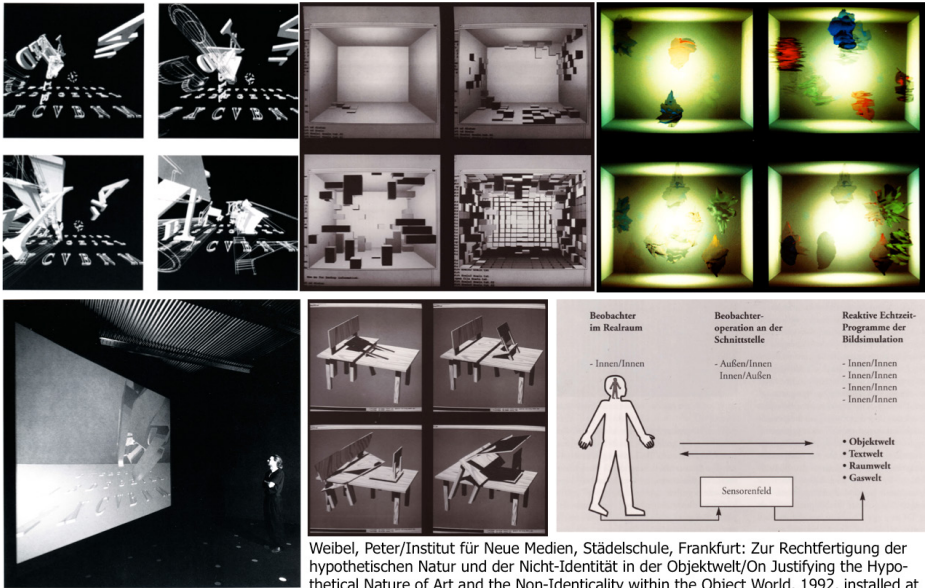 X C V B N M
X C V B N M
C V B N M
X C V B N M
Beobachter
im Realraum
- Innen/Innen
Beobachter-
operation an der
Schnittstelle
- Außen/Innen
Innen/Außen
Reaktive Echtzeit-
Programme der
Bildsimulation
- Innen/Innen
- Innen/Innen
- Innen/Innen
- Innen/Innen
• Objektwelt
• Textwelt
• Raumwelt
• Gaswelt
Sensorenfeld
Weibel, Peter/Institut für Neue Medien, Städelschule, Frankfurt: Zur Rechtfertigung der
hypothetischen Natur und der Nicht-Identität in der Objektwelt/On Justifying the Hypo-
thetical Nature of Art and the Non-Identicality within the Object World, 1992, installed at